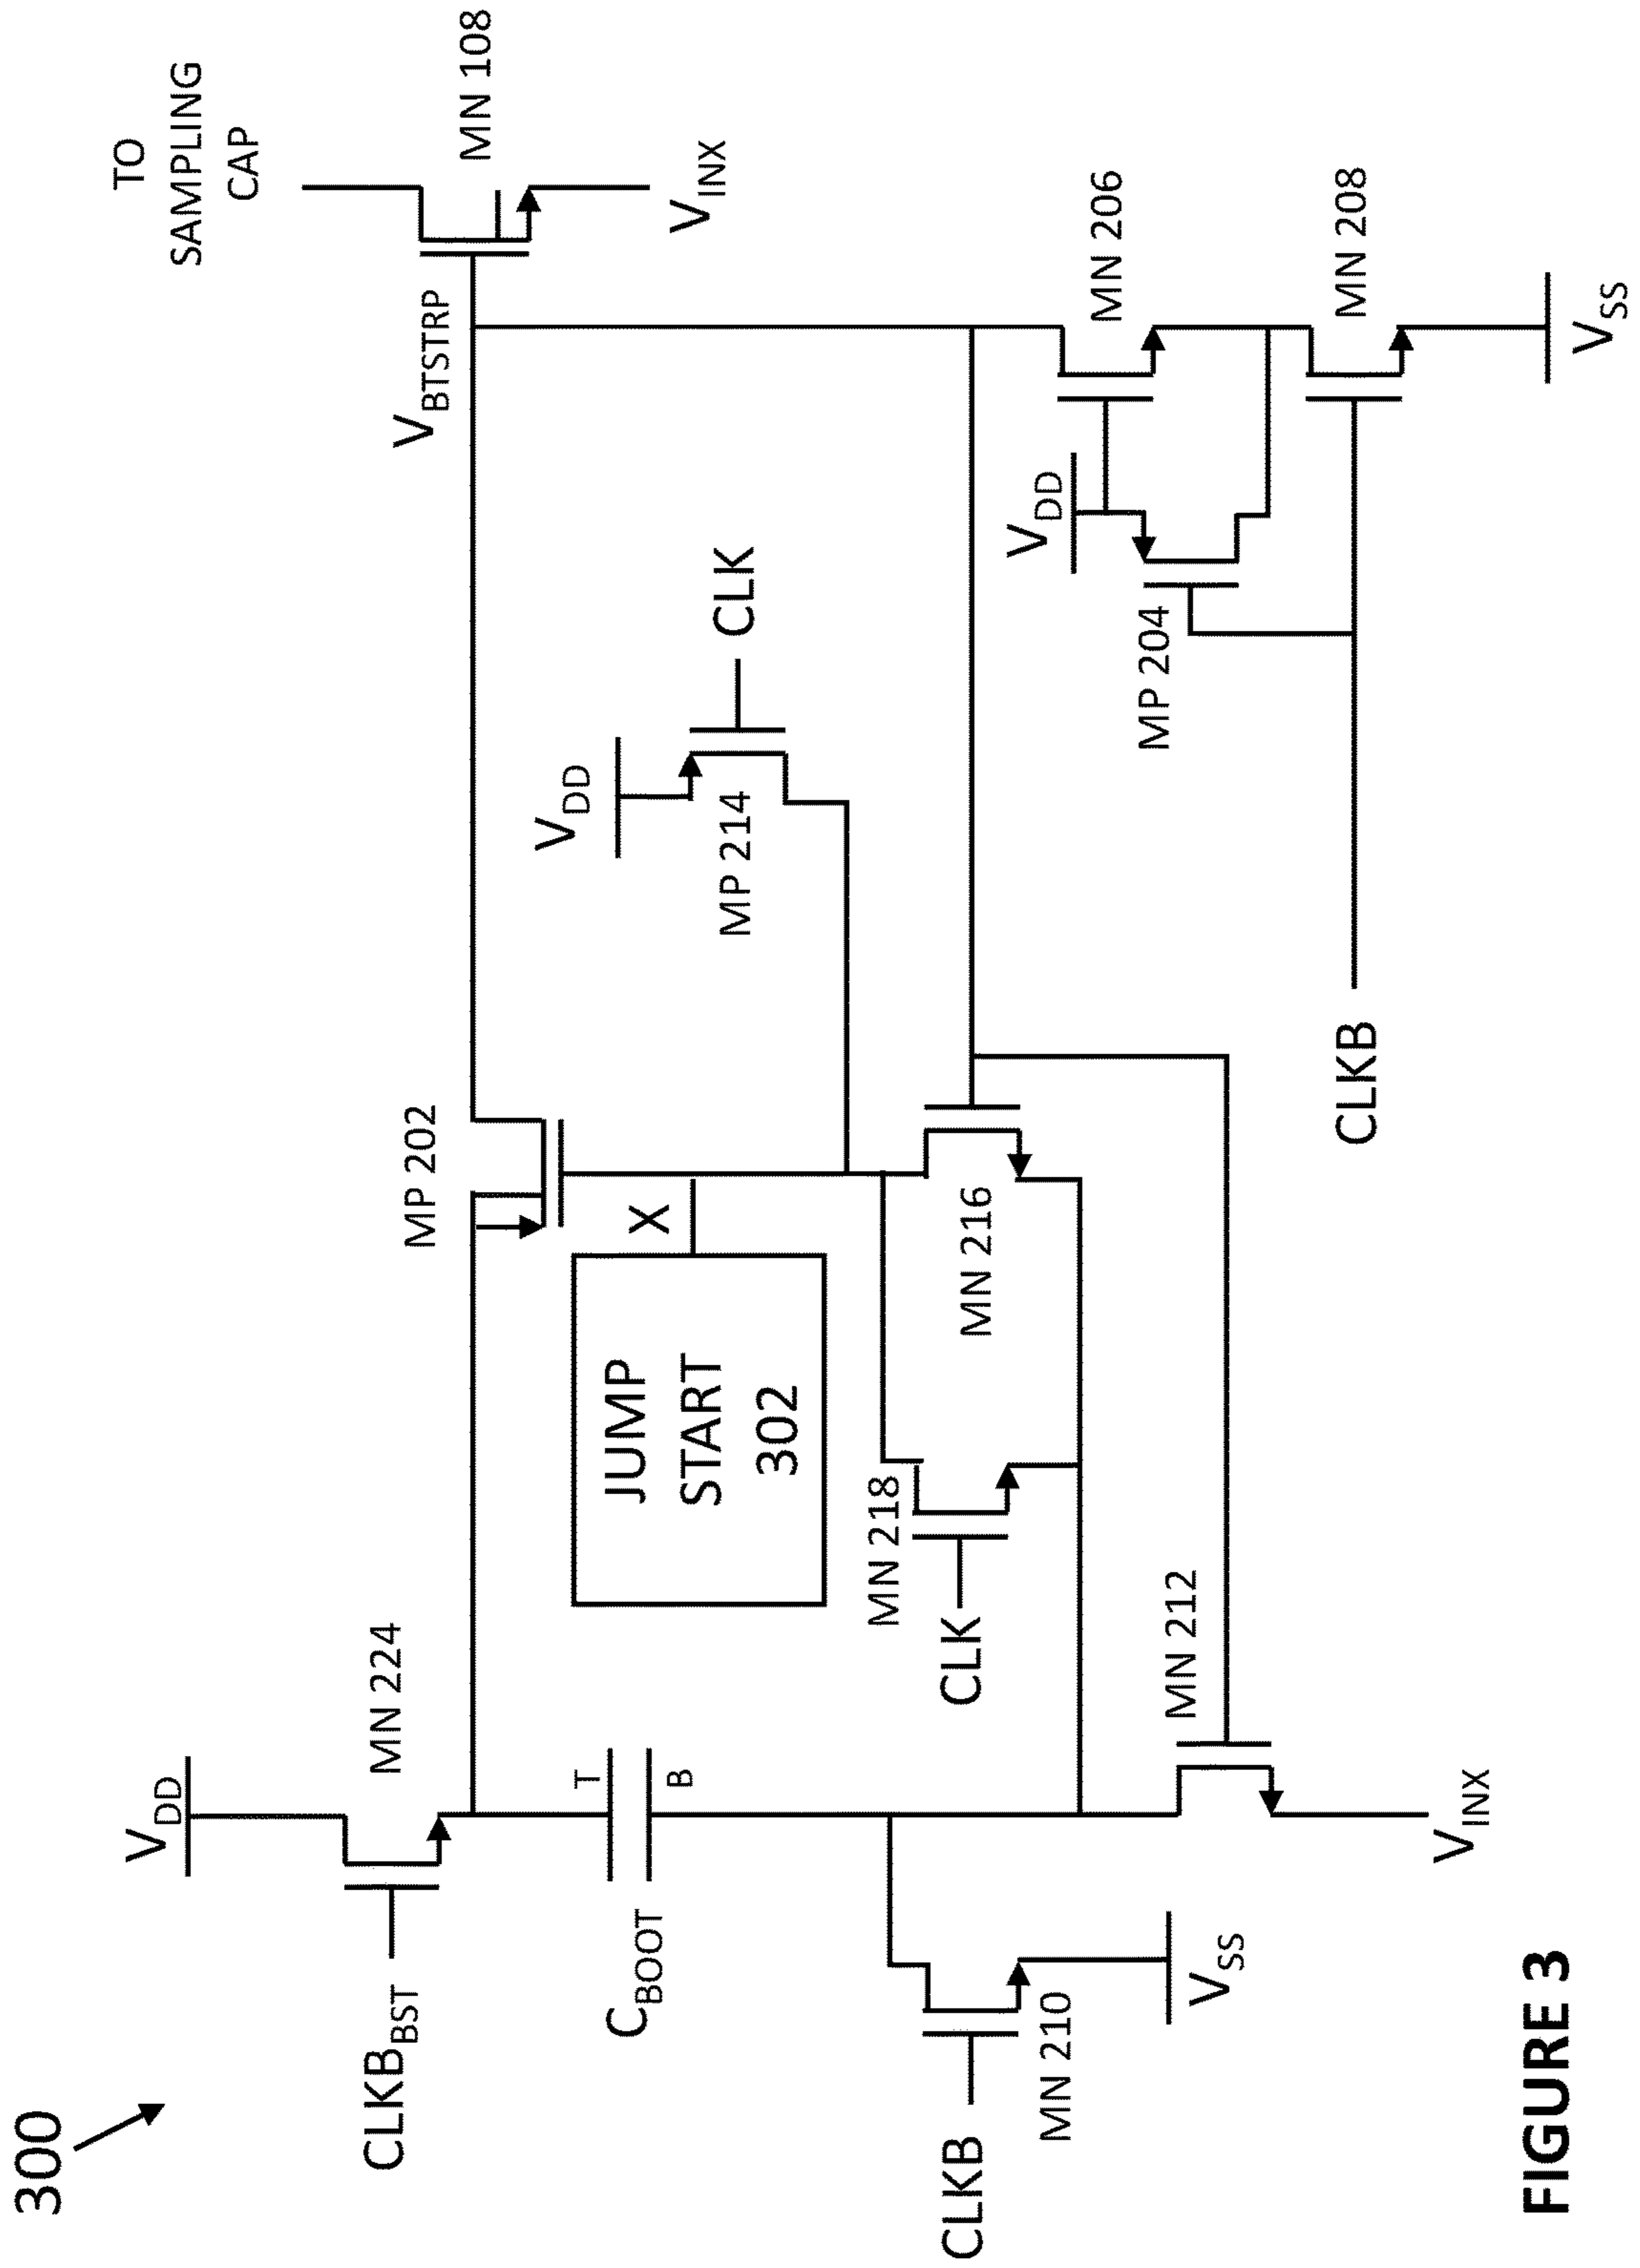 300
TO
SAMPLING
CAP
V_DD
CLKB_BST
MN 224
MP 202
V_BTSTRP
MN 108
V_INX
C_BOOT
T
B
JUMP
START
302
X
V_DD
MP 214
CLK
CLKB
MN 210
V_SS
CLK
MN 218
MN 216
MN 212
V_INX
V_DD
MP 204
MN 206
MN 208
CLKB
V_SS
FIGURE 3